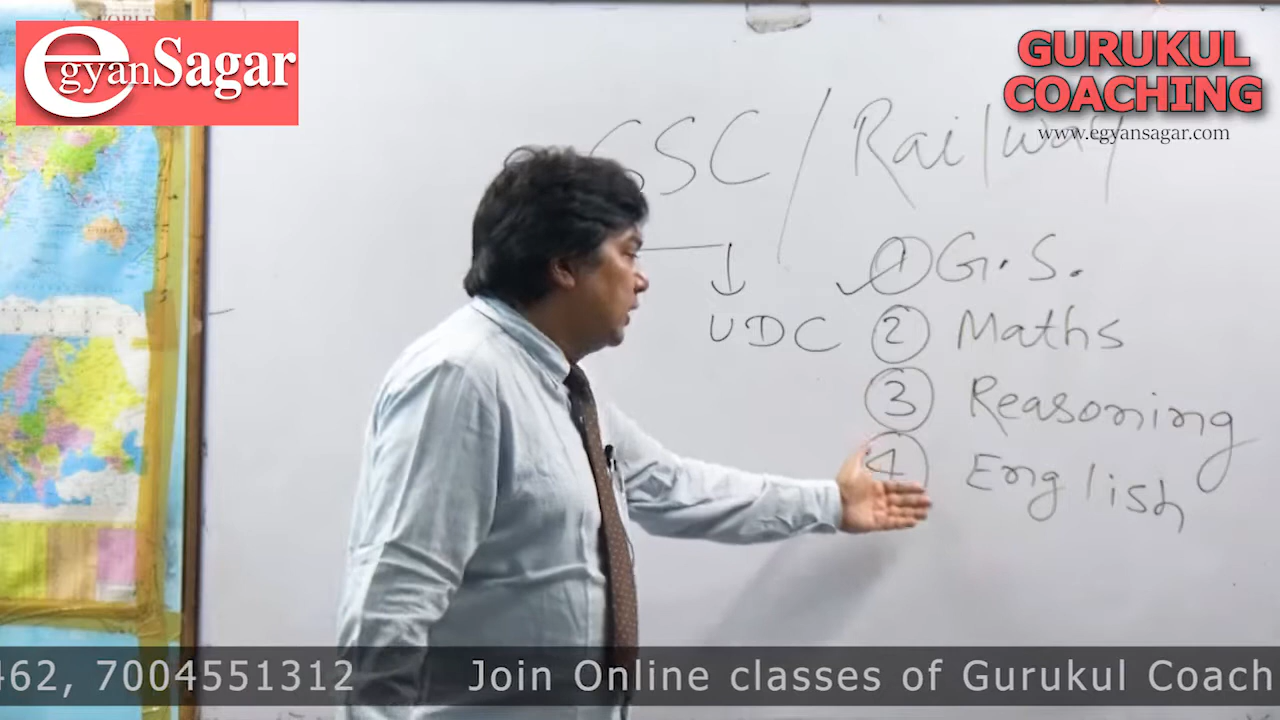 WORLD
egyanSagar
GURUKUL
COACHING
www.egyansagar.com
SSC / Railway
1 G.S.
UDC
2 Maths
3 Reasoning
4 English
462, 7004551312 Join Online classes of Gurukul Coach